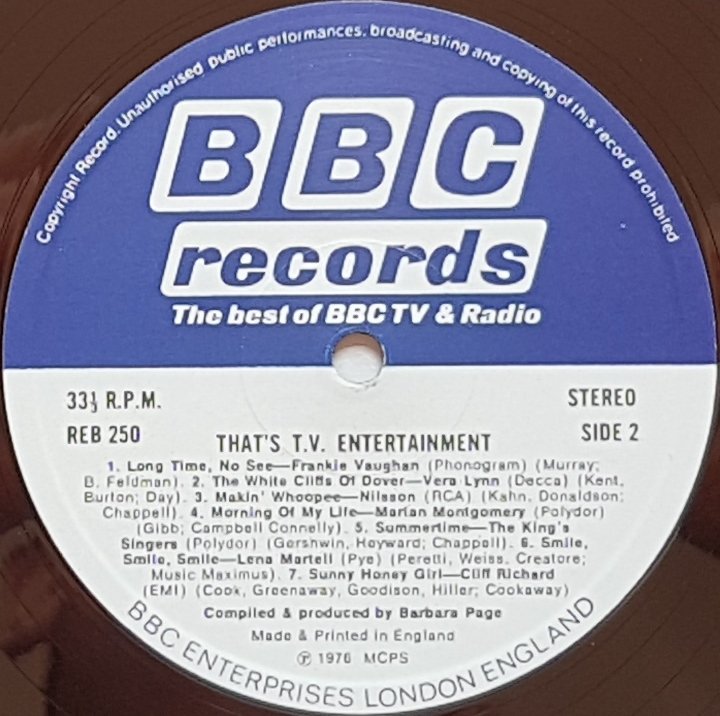 Copyright Record. Unauthorised public performances, broadcasting and copying of this record prohibited
BBC
records
The best of BBC TV & Radio
33⅓ R.P.M.
STEREO
REB 250
SIDE 2
THAT'S T.V. ENTERTAINMENT
1. Long Time, No See—Frankie Vaughan (Phonogram) (Murray;
B. Feldman). 2. The White Cliffs Of Dover—Vera Lynn (Decca) (Kent,
Burton; Day). 3. Makin' Whoopee—Nilsson (RCA) (Kahn, Donaldson;
Chappell). 4. Morning Of My Life—Marian Montgomery (Polydor)
(Gibb; Campbell Connelly). 5. Summertime—The King's
Singers (Polydor) (Gershwin, Heyward; Chappell). 6. Smile,
Smile, Smile—Lena Martell (Pye) (Peretti, Weiss, Creatore;
Music Maximus). 7. Sunny Honey Girl—Cliff Richard
(EMI) (Cook, Greenaway, Goodison, Hiller; Cookaway)
Compiled & produced by Barbara Page
Made & Printed in England
Ⓟ 1976 MCPS
BBC ENTERPRISES LONDON ENGLAND